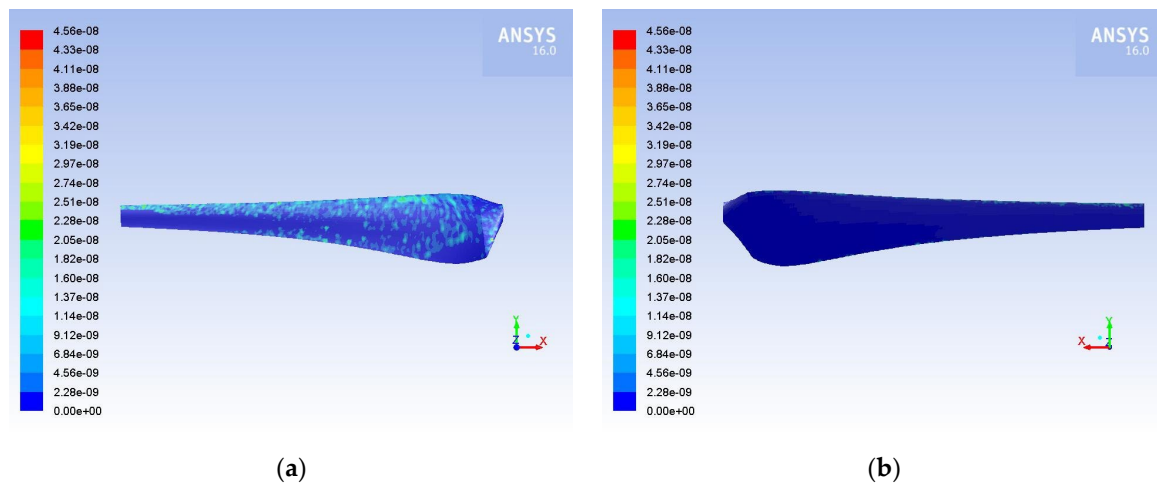 ANSYS
16.0
4.56e-08
4.33e-08
4.11e-08
3.88e-08
3.65e-08
3.42e-08
3.19e-08
2.97e-08
2.74e-08
2.51e-08
2.28e-08
2.05e-08
1.82e-08
1.60e-08
1.37e-08
1.14e-08
9.12e-09
6.84e-09
4.56e-09
2.28e-09
0.00e+00
Y
Z
X
(a)
ANSYS
16.0
4.56e-08
4.33e-08
4.11e-08
3.88e-08
3.65e-08
3.42e-08
3.19e-08
2.97e-08
2.74e-08
2.51e-08
2.28e-08
2.05e-08
1.82e-08
1.60e-08
1.37e-08
1.14e-08
9.12e-09
6.84e-09
4.56e-09
2.28e-09
0.00e+00
Y
X
Z
(b)